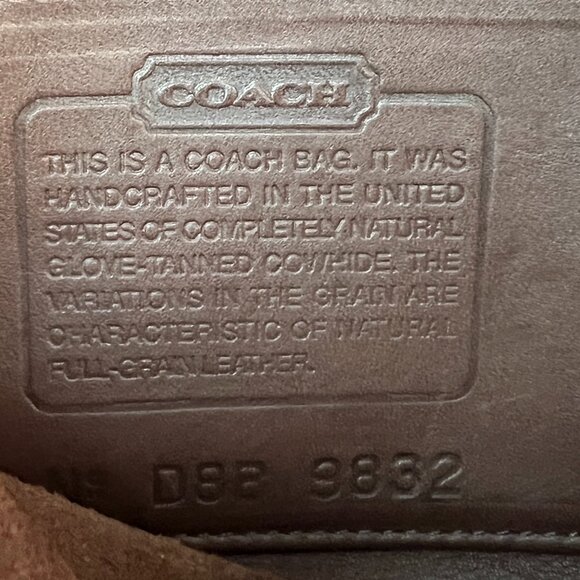 COACH
THIS IS A COACH BAG. IT WAS
HANDCRAFTED IN THE UNITED
STATES OF COMPLETELY NATURAL
GLOVE-TANNED COWHIDE. THE
VARIATIONS IN THE GRAIN ARE
CHARACTERISTIC OF NATURAL
FULL-GRAIN LEATHER.
Nº D8P 9832